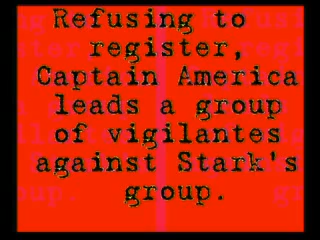 Refusing to
register,
Captain America
leads a group
of vigilantes
against Stark's
group.